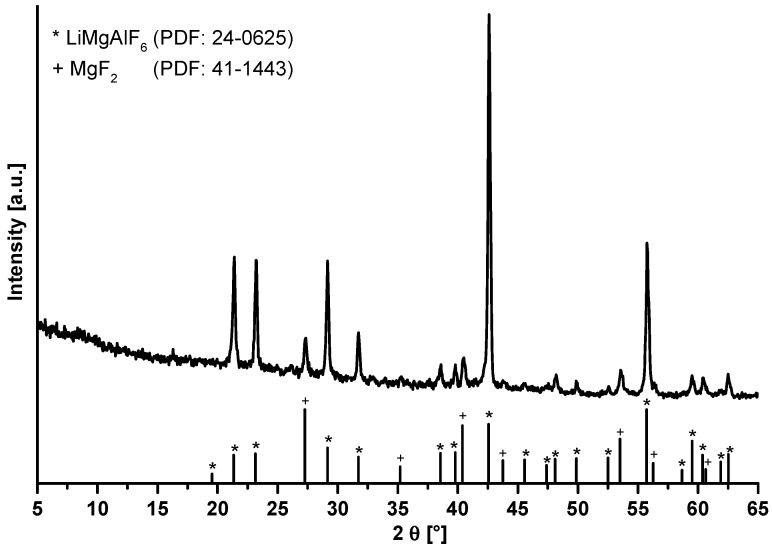 * LiMgAlF6 (PDF: 24-0625)
+ MgF2 (PDF: 41-1443)
Intensity [a.u.]
5 10 15 20 25 30 35 40 45 50 55 60 65
2 θ [°]